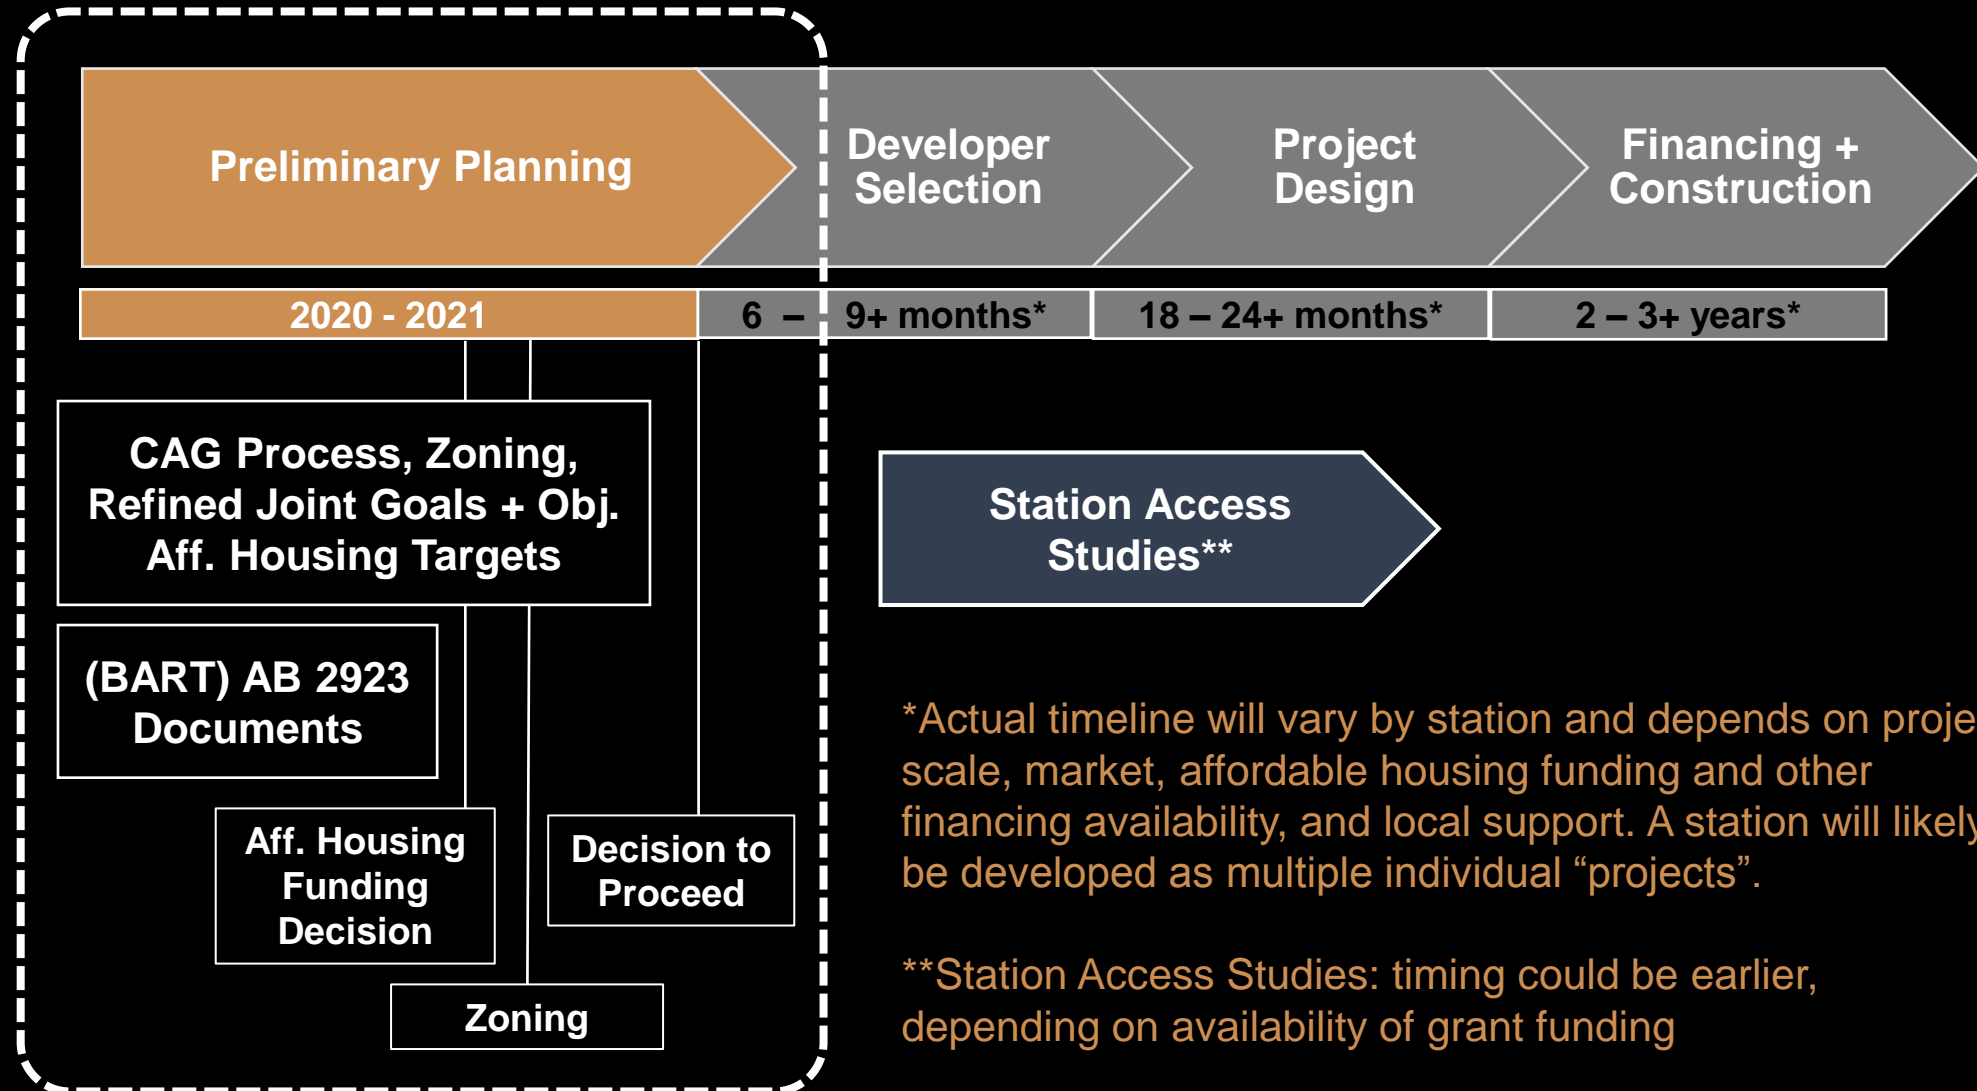 Preliminary Planning
Developer
Selection
Project
Design
Financing +
Construction
2020 - 2021
6 – 9+ months*
18 – 24+ months*
2 – 3+ years*
CAG Process, Zoning,
Refined Joint Goals + Obj.
Aff. Housing Targets
Station Access
Studies**
(BART) AB 2923
Documents
Aff. Housing
Funding
Decision
Decision to
Proceed
Zoning
*Actual timeline will vary by station and depends on proje
scale, market, affordable housing funding and other
financing availability, and local support. A station will likely
be developed as multiple individual “projects”.
**Station Access Studies: timing could be earlier,
depending on availability of grant funding